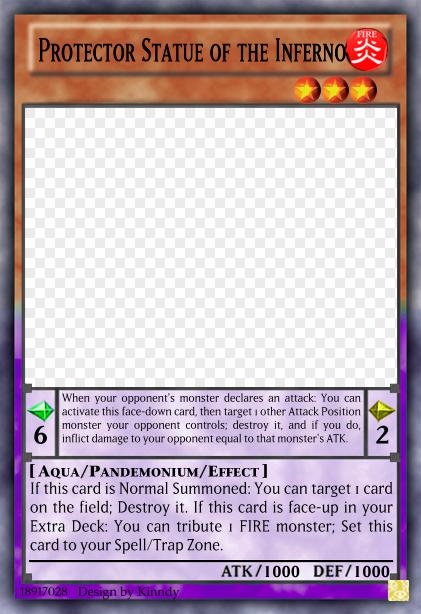 PROTECTOR STATUE OF THE INFERNO
FIRE
炎
When your opponent's monster declares an attack: You can
activate this face-down card, then target 1 other Attack Position
monster your opponent controls; destroy it, and if you do,
inflict damage to your opponent equal to that monster's ATK.
6
2
[ AQUA/PANDEMONIUM/EFFECT ]
If this card is Normal Summoned: You can target 1 card
on the field; Destroy it. If this card is face-up in your
Extra Deck: You can tribute 1 FIRE monster; Set this
card to your Spell/Trap Zone.
ATK/1000 DEF/1000
18917028 Design by Kinndy